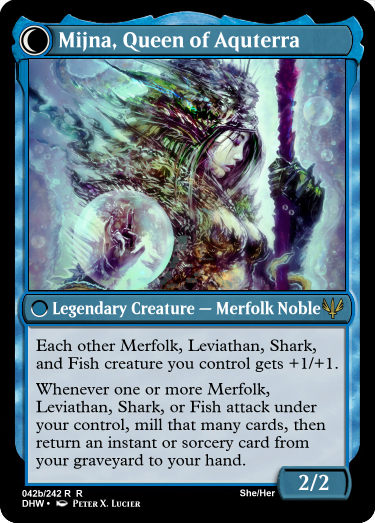 Mijna, Queen of Aquterra
Legendary Creature — Merfolk Noble
Each other Merfolk, Leviathan, Shark,
and Fish creature you control gets +1/+1.
Whenever one or more Merfolk,
Leviathan, Shark, or Fish attack under
your control, mill that many cards, then
return an instant or sorcery card from
your graveyard to your hand.
2/2
042b/242 R R
She/Her
DHW • Peter X. Lucier